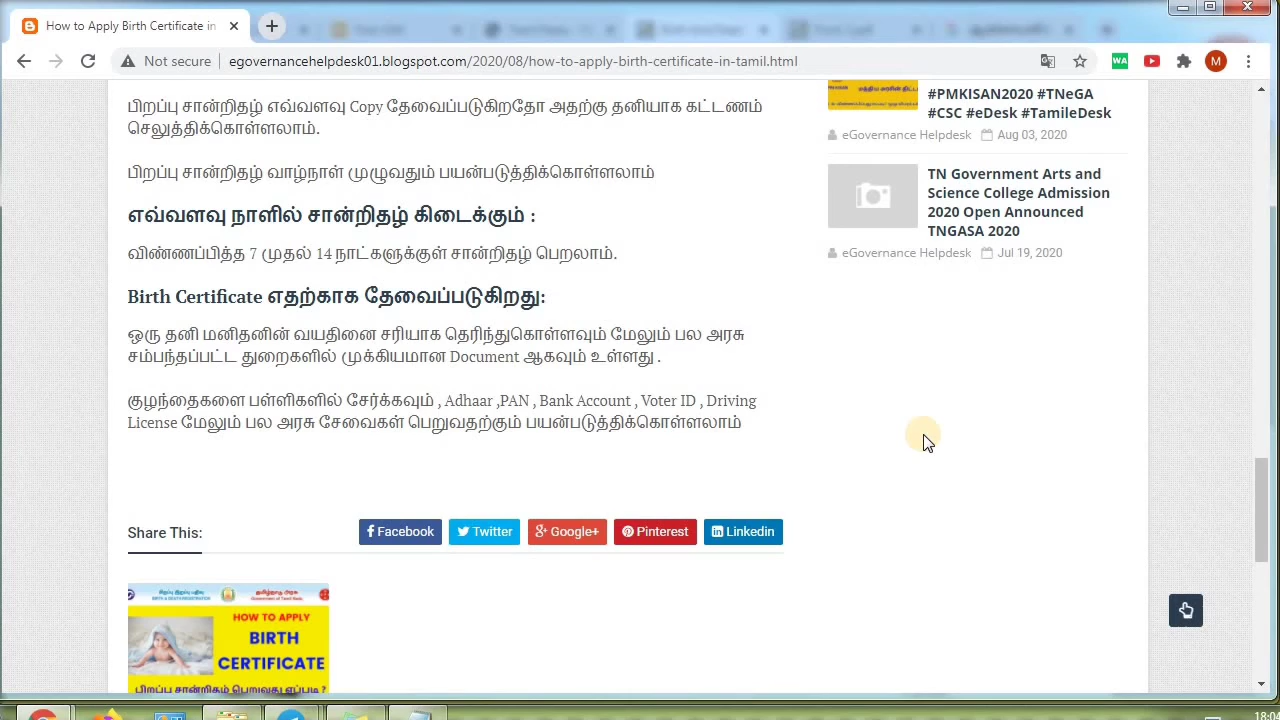 How to Apply Birth Certificate in
Not secure
egovernancehelpdesk01.blogspot.com/2020/08/how-to-apply-birth-certificate-in-tamil.html
WA
M
பிறப்பு சான்றிதழ் எவ்வளவு Copy தேவைப்படுகிறதோ அதற்கு தனியாக கட்டணம்
செலுத்திக்கொள்ளலாம்.
பிறப்பு சான்றிதழ் வாழ்நாள் முழுவதும் பயன்படுத்திக்கொள்ளலாம்
எவ்வளவு நாளில் சான்றிதழ் கிடைக்கும் :
விண்ணப்பித்த 7 முதல் 14 நாட்களுக்குள் சான்றிதழ் பெறலாம்.
Birth Certificate எதற்காக தேவைப்படுகிறது:
ஒரு தனி மனிதனின் வயதினை சரியாக தெரிந்துகொள்ளவும் மேலும் பல அரசு
சம்பந்தப்பட்ட துறைகளில் முக்கியமான Document ஆகவும் உள்ளது .
குழந்தைகளை பள்ளிகளில் சேர்க்கவும் , Adhaar ,PAN , Bank Account , Voter ID , Driving
License மேலும் பல அரசு சேவைகள் பெறுவதற்கும் பயன்படுத்திக்கொள்ளலாம்
Share This:
Facebook
Twitter
Google+
Pinterest
Linkedin
HOW TO APPLY
BIRTH
CERTIFICATE
பிறப்பு சான்றிதழ் பெறுவது எப்படி ?
#PMKISAN2020 #TNeGA
#CSC #eDesk #TamileDesk
eGovernance Helpdesk Aug 03, 2020
TN Government Arts and
Science College Admission
2020 Open Announced
TNGASA 2020
eGovernance Helpdesk Jul 19, 2020